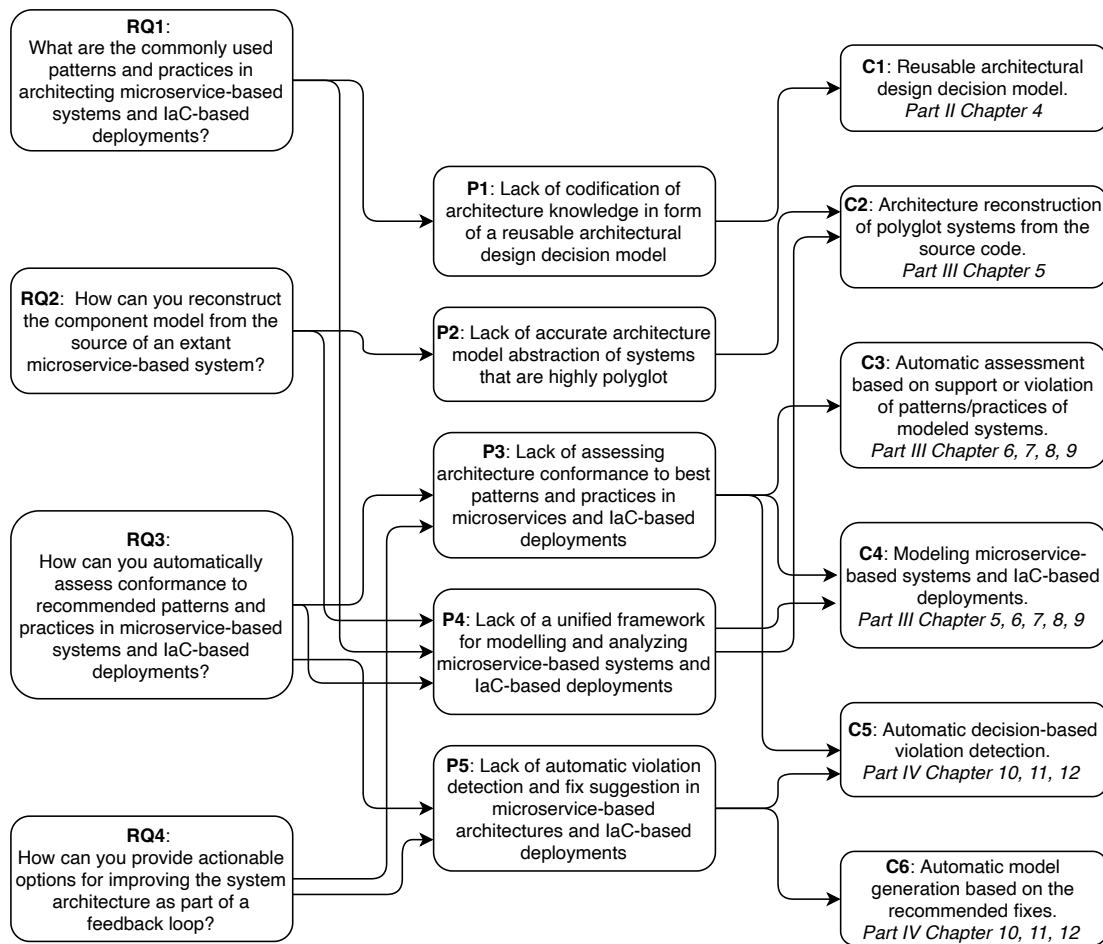 RQ1:
What are the commonly used
patterns and practices in
architecting microservice-based
systems and IaC-based
deployments?
RQ2:  How can you reconstruct
the component model from the
source of an extant
microservice-based system?
RQ3:
How can you automatically
assess conformance to
recommended patterns and
practices in microservice-based
systems and IaC-based
deployments?
RQ4:
How can you provide actionable
options for improving the system
architecture as part of a
feedback loop?
P1: Lack of codification of
architecture knowledge in form
of a reusable architectural
design decision model
P2: Lack of accurate architecture
model abstraction of systems
that are highly polyglot
P3: Lack of assessing
architecture conformance to best
patterns and practices in
microservices and IaC-based
deployments
P4: Lack of a unified framework
for modelling and analyzing
microservice-based systems and
IaC-based deployments
P5: Lack of automatic violation
detection and fix suggestion in
microservice-based
architectures and IaC-based
deployments
C1: Reusable architectural
design decision model.
Part II Chapter 4
C2: Architecture reconstruction
of polyglot systems from the
source code.
Part III Chapter 5
C3: Automatic assessment
based on support or violation
of patterns/practices of
modeled systems.
Part III Chapter 6, 7, 8, 9
C4: Modeling microservice-
based systems and IaC-based
deployments.
Part III Chapter 5, 6, 7, 8, 9
C5: Automatic decision-based
violation detection.
Part IV Chapter 10, 11, 12
C6: Automatic model
generation based on the
recommended fixes.
Part IV Chapter 10, 11, 12